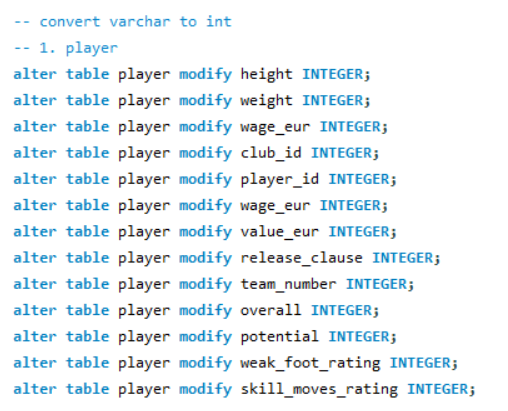 -- convert varchar to int
-- 1. player
alter table player modify height INTEGER;
alter table player modify weight INTEGER;
alter table player modify wage_eur INTEGER;
alter table player modify club_id INTEGER;
alter table player modify player_id INTEGER;
alter table player modify wage_eur INTEGER;
alter table player modify value_eur INTEGER;
alter table player modify release_clause INTEGER;
alter table player modify team_number INTEGER;
alter table player modify overall INTEGER;
alter table player modify potential INTEGER;
alter table player modify weak_foot_rating INTEGER;
alter table player modify skill_moves_rating INTEGER;